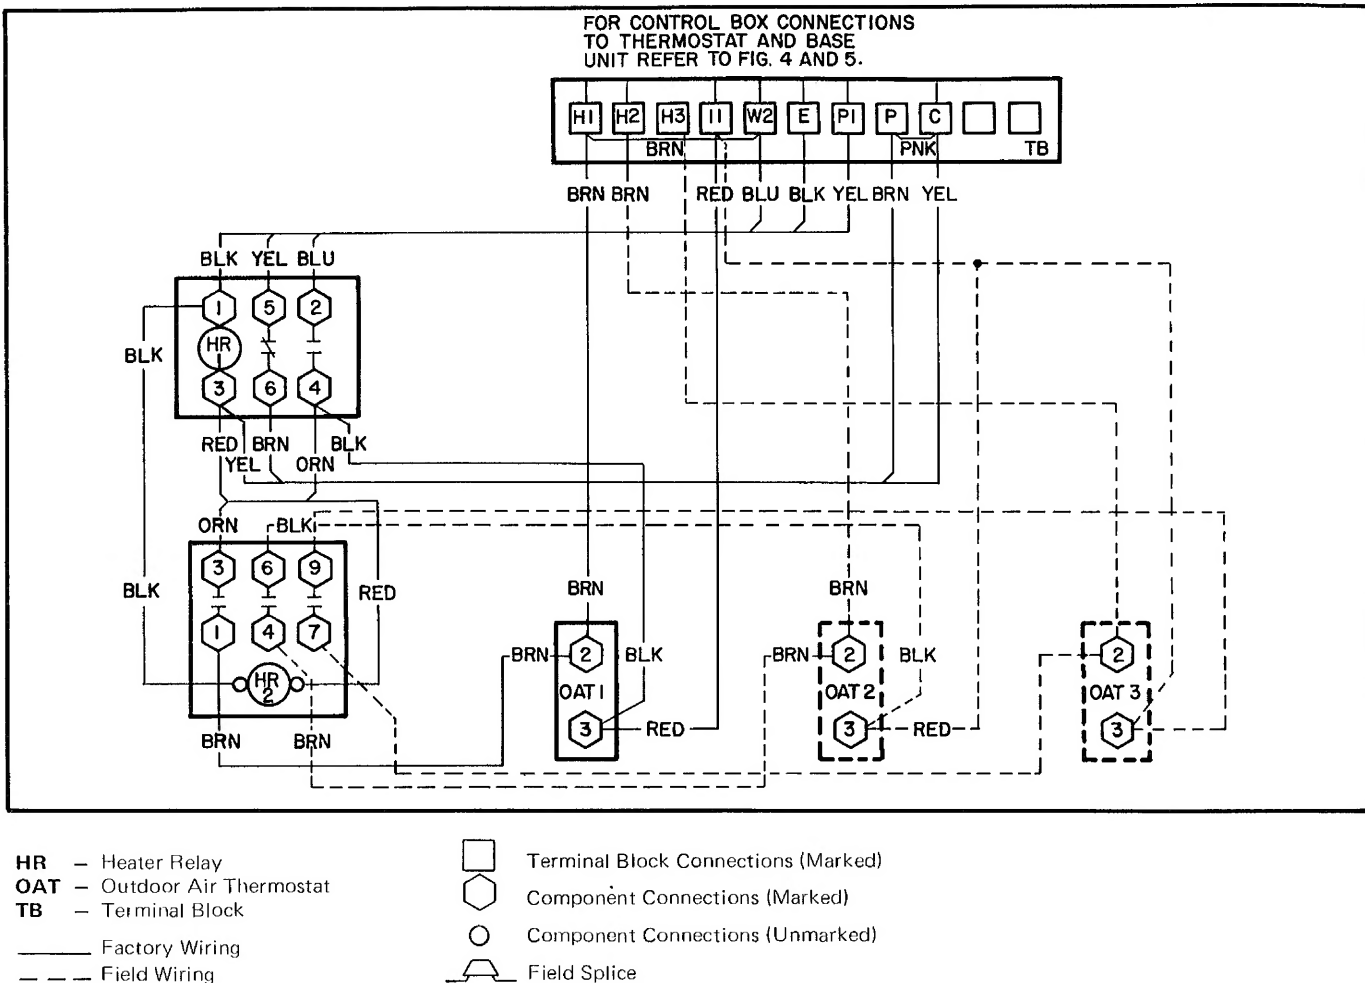 FOR CONTROL BOX CONNECTIONS
TO THERMOSTAT AND BASE
UNIT REFER TO FIG. 4 AND 5.
H1 H2 H3 11 W2 E P1 P C
BRN PNK TB
BRN BRN RED BLU BLK YEL BRN YEL
BLK YEL BLU
1 5 2
HR 1
BLK
3 6 4
RED BRN BLK
YEL ORN
ORN BLK
3 6 9
BLK RED BRN BRN
1 4 7
BRN 2 BLK BRN 2 BLK 2
HR 2
OAT 1 OAT 2 OAT 3
3 RED 3 RED 3
BRN BRN
HR – Heater Relay
OAT – Outdoor Air Thermostat
TB – Terminal Block
Factory Wiring
Field Wiring
Terminal Block Connections (Marked)
Component Connections (Marked)
Component Connections (Unmarked)
Field Splice